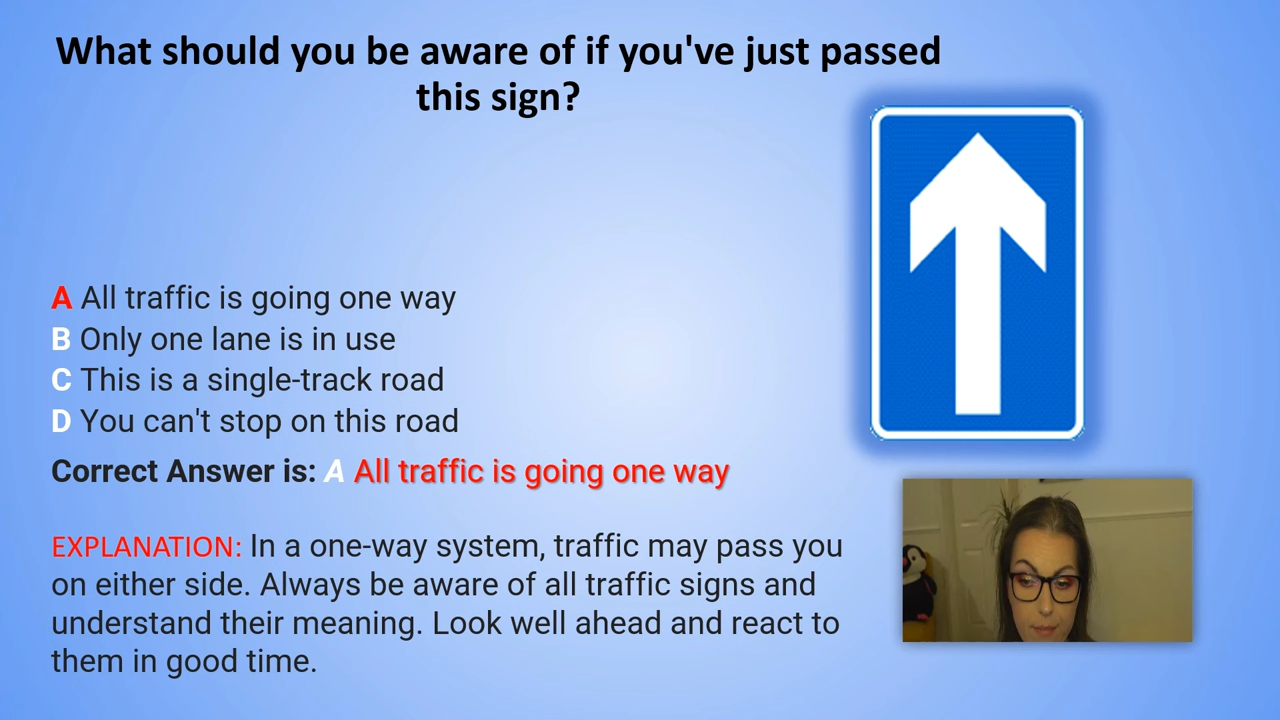 What should you be aware of if you've just passed
this sign?
A All traffic is going one way
B Only one lane is in use
C This is a single-track road
D You can't stop on this road
Correct Answer is: A All traffic is going one way
EXPLANATION: In a one-way system, traffic may pass you
on either side. Always be aware of all traffic signs and
understand their meaning. Look well ahead and react to
them in good time.